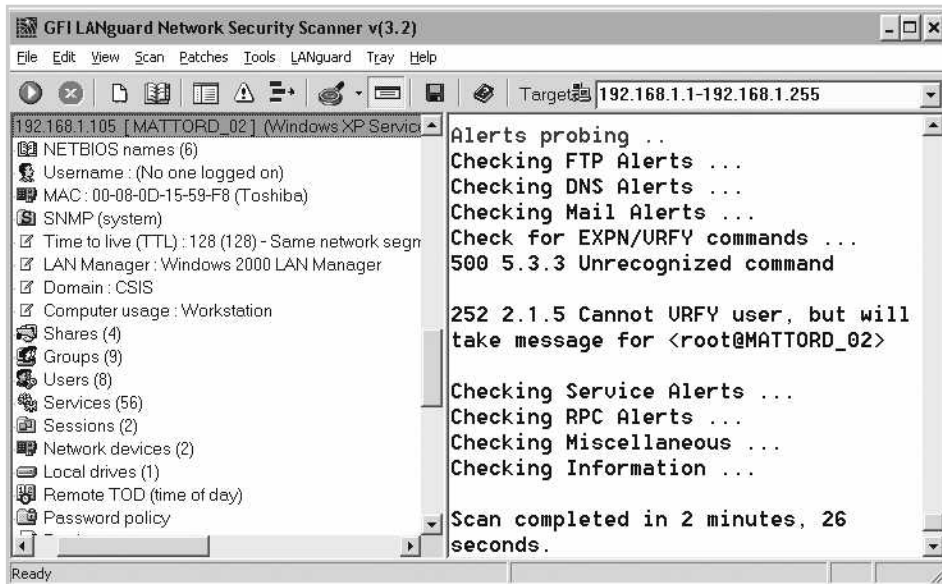 GFI LANguard Network Security Scanner v(3.2)
File Edit View Scan Patches Tools LANguard Tray Help
Target: 192.168.1.1-192.168.1.255
192.168.1.105 [MATTORD_02] (Windows XP Servic
NETBIOS names (6)
Username : (No one logged on)
MAC : 00-08-0D-15-59-F8 (Toshiba)
SNMP (system)
Time to live (TTL) : 128 (128) - Same network segm
LAN Manager : Windows 2000 LAN Manager
Domain : CSIS
Computer usage : Workstation
Shares (4)
Groups (9)
Users (8)
Services (56)
Sessions (2)
Network devices (2)
Local drives (1)
Remote TOD (time of day)
Password policy
Alerts probing ..
Checking FTP Alerts ...
Checking DNS Alerts ...
Checking Mail Alerts ...
Check for EXPN/VRFY commands ...
500 5.3.3 Unrecognized command
252 2.1.5 Cannot VRFY user, but will
take message for <root@MATTORD_02>
Checking Service Alerts ...
Checking RPC Alerts ...
Checking Miscellaneous ...
Checking Information ...
Scan completed in 2 minutes, 26
seconds.
Ready